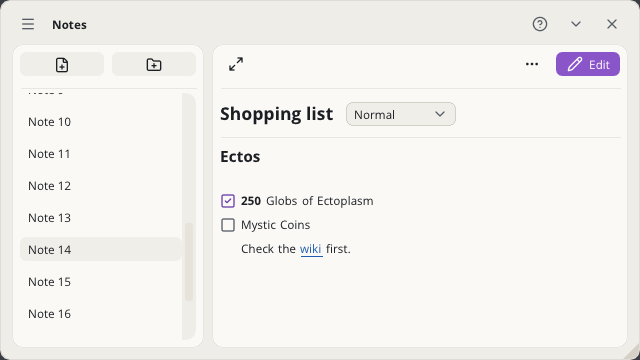 Notes
Edit
Note 10
Note 11
Note 12
Note 13
Note 14
Note 15
Note 16
Shopping list
Normal
Ectos
250 Globs of Ectoplasm
Mystic Coins
Check the wiki first.